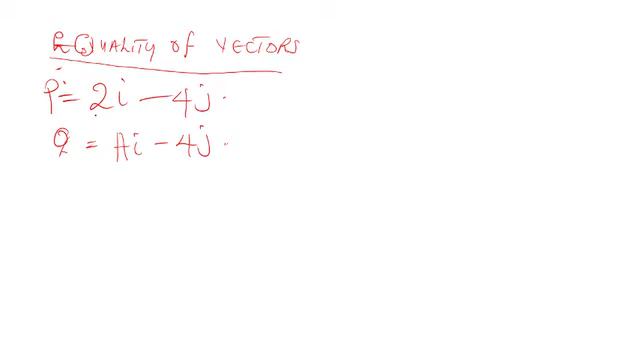 EQUALITY of VECTORS
P = 2i - 4j.
Q = Ai - 4j.